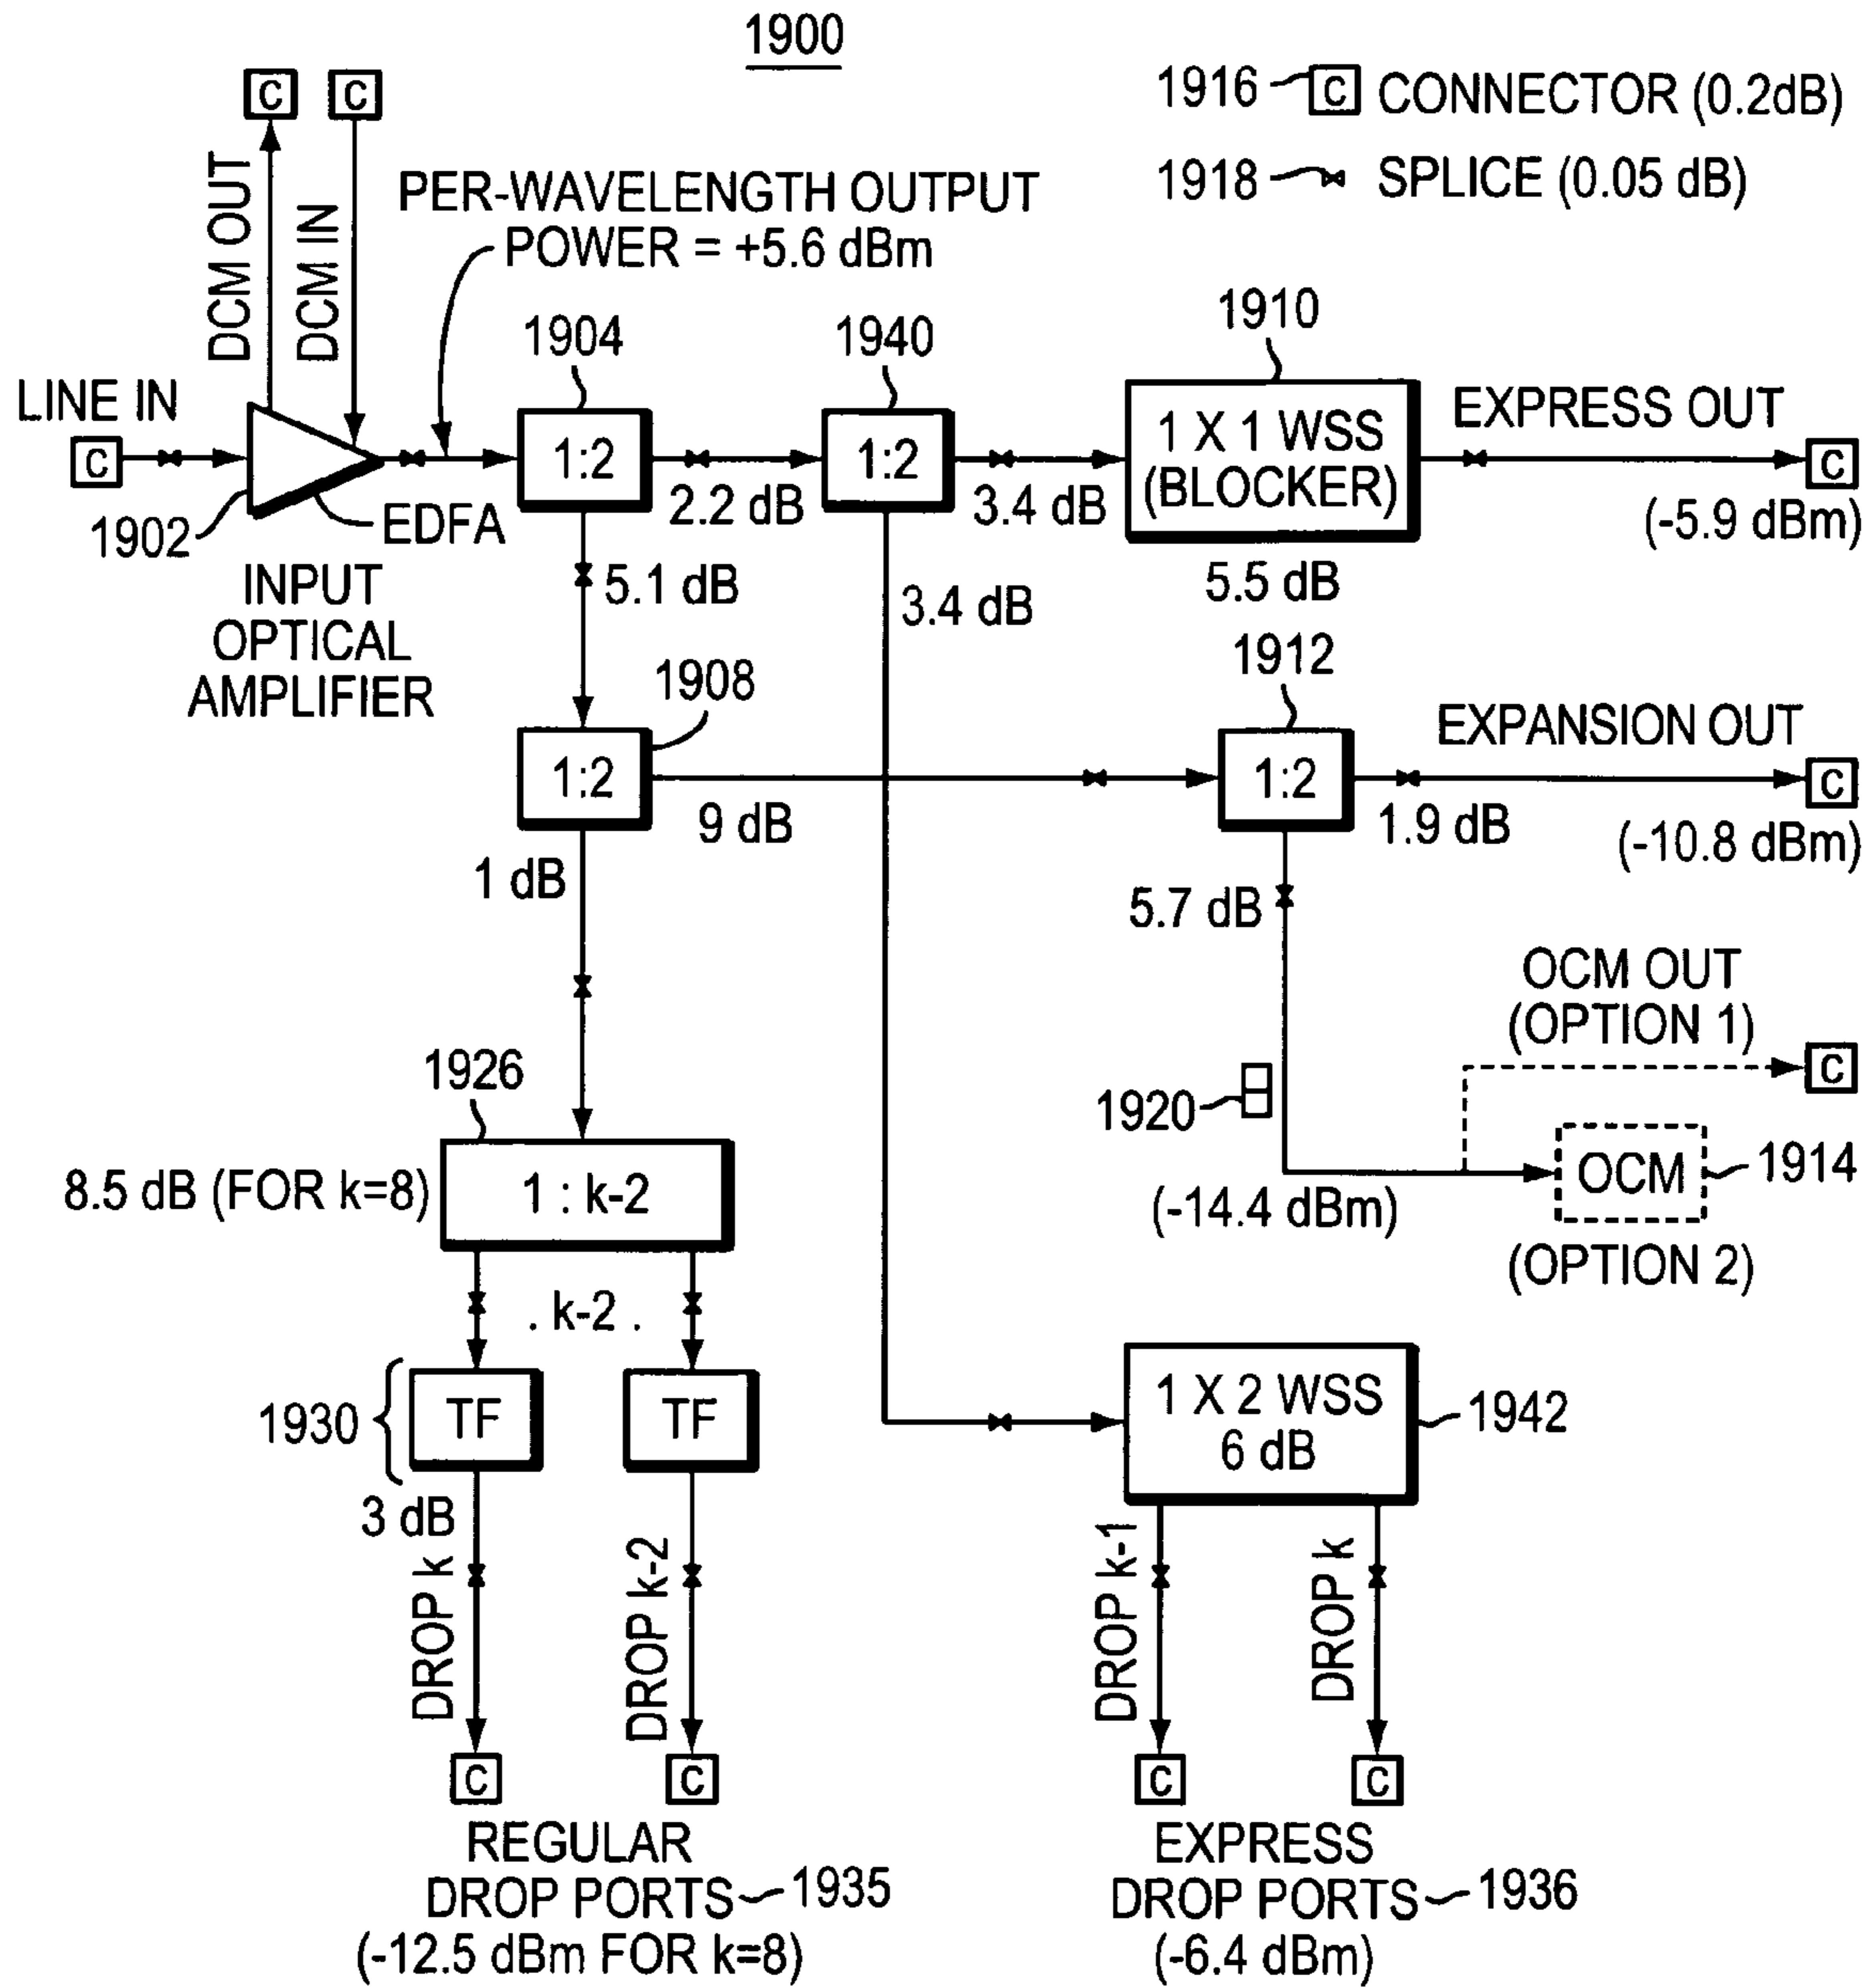 1900
1916 C CONNECTOR (0.2dB)
1918 SPLICE (0.05 dB)
C
C
DCM OUT
DCM IN
PER-WAVELENGTH OUTPUT
POWER = +5.6 dBm
1904
1940
1910
LINE IN
C
1:2
1:2
1 X 1 WSS
(BLOCKER)
EXPRESS OUT
C
1902
EDFA
2.2 dB
3.4 dB
(-5.9 dBm)
INPUT
OPTICAL
AMPLIFIER
5.1 dB
3.4 dB
5.5 dB
1908
1912
1:2
1:2
EXPANSION OUT
C
9 dB
1.9 dB
(-10.8 dBm)
1 dB
5.7 dB
OCM OUT
(OPTION 1)
C
1926
1920
8.5 dB (FOR k=8)
1 : k-2
OCM
1914
(-14.4 dBm)
(OPTION 2)
. k-2 .
1930
TF
TF
1 X 2 WSS
6 dB
1942
3 dB
DROP k
DROP k-2
DROP k-1
DROP k
C
C
C
C
REGULAR
DROP PORTS
1935
(-12.5 dBm FOR k=8)
EXPRESS
DROP PORTS
1936
(-6.4 dBm)